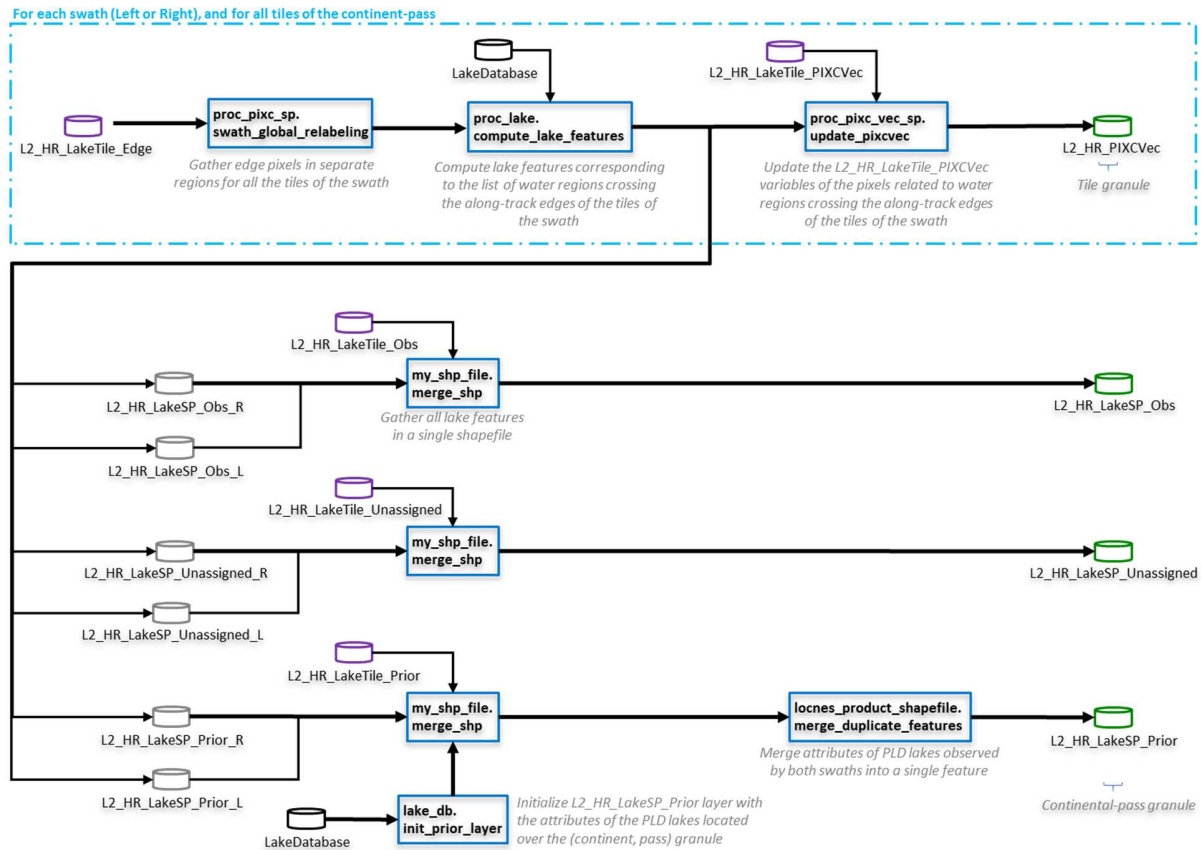 For each swath (Left or Right), and for all tiles of the continent-pass
LakeDatabase
L2_HR_LakeTile_PIXCVec
L2_HR_LakeTile_Edge
proc_pixc_sp.
swath_global_relabeling
Gather edge pixels in separate
regions for all the tiles of the swath
proc_lake.
compute_lake_features
Compute lake features corresponding
to the list of water regions crossing
the along-track edges of the tiles of
the swath
proc_pixc_vec_sp.
update_pixcvec
Update the L2_HR_LakeTile_PIXCVec
variables of the pixels related to water
regions crossing the along-track edges
of the tiles of the swath
L2_HR_PIXCVec
Tile granule
L2_HR_LakeTile_Obs
L2_HR_LakeSP_Obs_R
L2_HR_LakeSP_Obs_L
my_shp_file.
merge_shp
Gather all lake features
in a single shapefile
L2_HR_LakeSP_Obs
L2_HR_LakeTile_Unassigned
L2_HR_LakeSP_Unassigned_R
L2_HR_LakeSP_Unassigned_L
my_shp_file.
merge_shp
L2_HR_LakeSP_Unassigned
L2_HR_LakeTile_Prior
L2_HR_LakeSP_Prior_R
L2_HR_LakeSP_Prior_L
my_shp_file.
merge_shp
locnes_product_shapefile.
merge_duplicate_features
Merge attributes of PLD lakes observed
by both swaths into a single feature
L2_HR_LakeSP_Prior
Continental-pass granule
LakeDatabase
lake_db.
init_prior_layer
Initialize L2_HR_LakeSP_Prior layer with
the attributes of the PLD lakes located
over the (continent, pass) granule